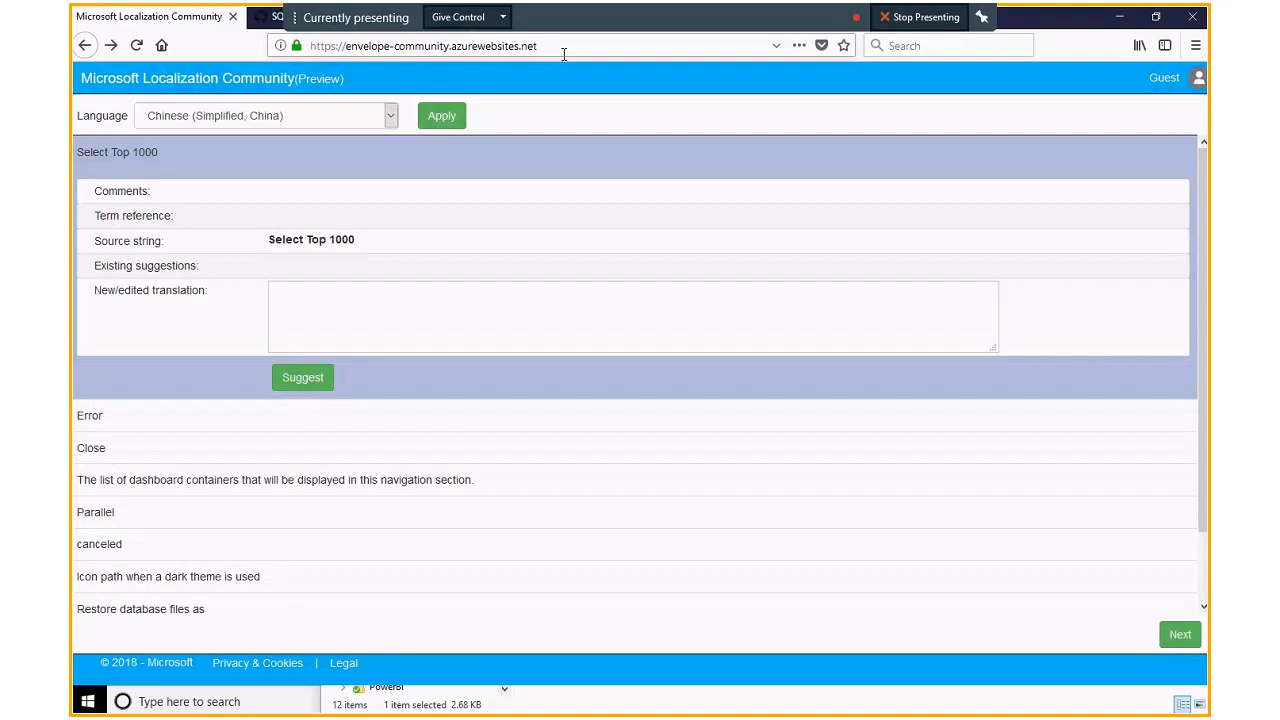 Microsoft Localization Community
SQ
Currently presenting
Give Control
Stop Presenting
https://envelope-community.azurewebsites.net
Search
Microsoft Localization Community(Preview)
Guest
Language
Chinese (Simplified, China)
Apply
Select Top 1000
Comments:
Term reference:
Source string:
Select Top 1000
Existing suggestions:
New/edited translation:
Suggest
Error
Close
The list of dashboard containers that will be displayed in this navigation section.
Parallel
canceled
Icon path when a dark theme is used
Restore database files as
Next
© 2018 - Microsoft
Privacy & Cookies
|
Legal
Type here to search
PowerBI
12 items
1 item selected 2.68 KB